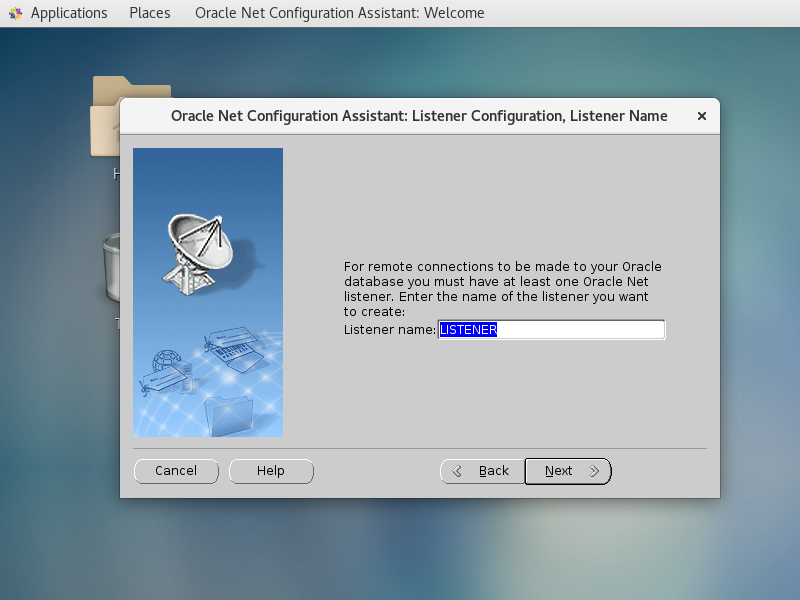 Applications Places Oracle Net Configuration Assistant: Welcome
Oracle Net Configuration Assistant: Listener Configuration, Listener Name
For remote connections to be made to your Oracle
database you must have at least one Oracle Net
listener. Enter the name of the listener you want
to create:
Listener name: LISTENER
Cancel Help Back Next